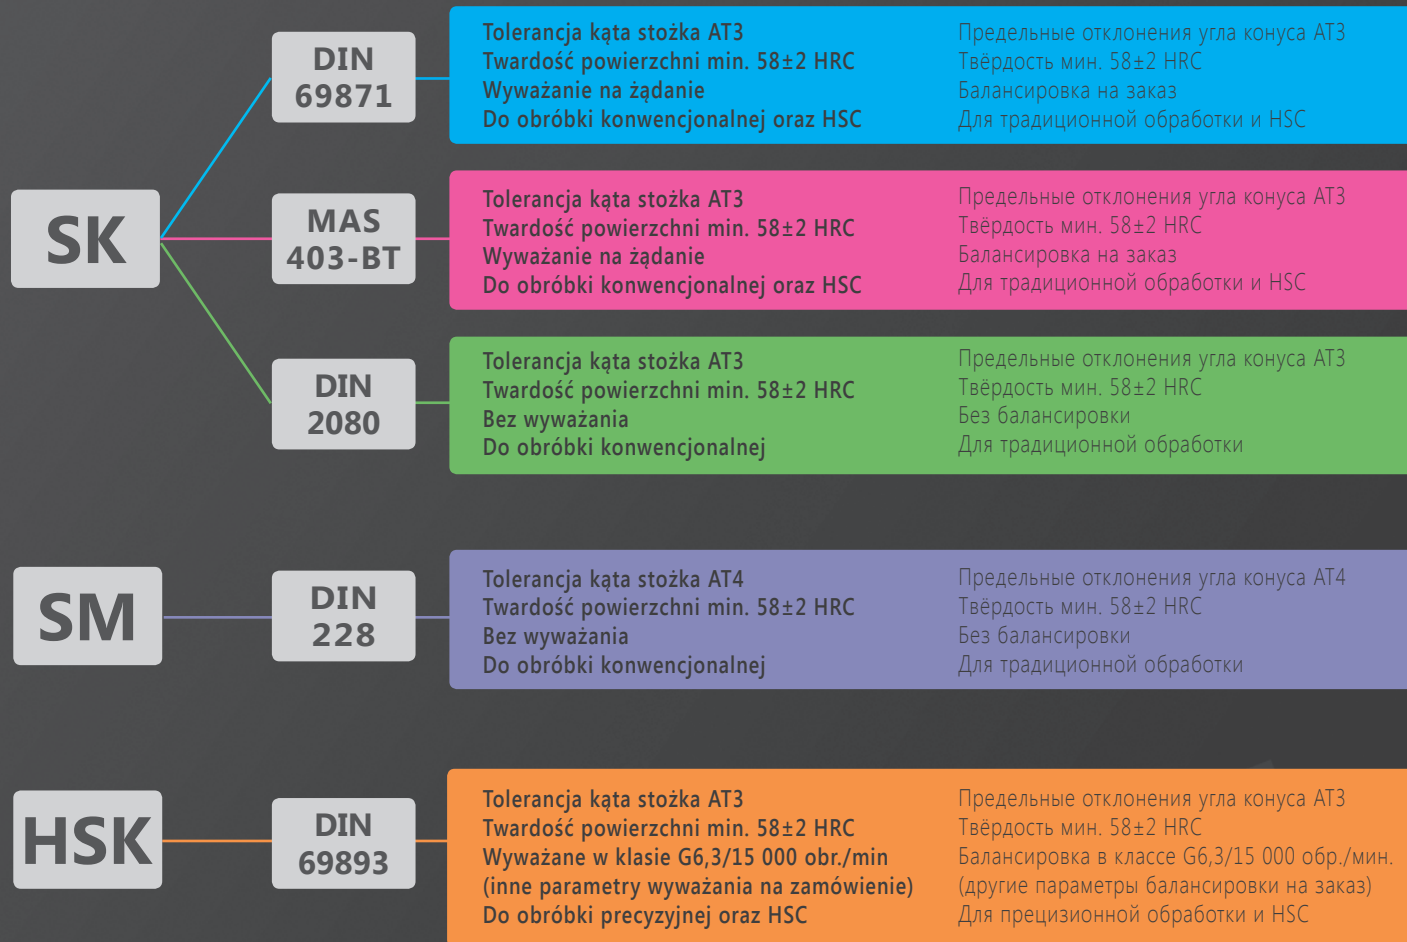 SK
DIN
69871
Tolerancja kąta stożka AT3
Twardość powierzchni min. 58±2 HRC
Wyważanie na żądanie
Do obróbki konwencjonalnej oraz HSC
Предельные отклонения угла конуса AT3
Твёрдость мин. 58±2 HRC
Балансировка на заказ
Для традиционной обработки и HSC
MAS
403-BT
Tolerancja kąta stożka AT3
Twardość powierzchni min. 58±2 HRC
Wyważanie na żądanie
Do obróbki konwencjonalnej oraz HSC
Предельные отклонения угла конуса AT3
Твёрдость мин. 58±2 HRC
Балансировка на заказ
Для традиционной обработки и HSC
DIN
2080
Tolerancja kąta stożka AT3
Twardość powierzchni min. 58±2 HRC
Bez wyważania
Do obróbki konwencjonalnej
Предельные отклонения угла конуса AT3
Твёрдость мин. 58±2 HRC
Без балансировки
Для традиционной обработки
SM
DIN
228
Tolerancja kąta stożka AT4
Twardość powierzchni min. 58±2 HRC
Bez wyważania
Do obróbki konwencjonalnej
Предельные отклонения угла конуса AT4
Твёрдость мин. 58±2 HRC
Без балансировки
Для традиционной обработки
HSK
DIN
69893
Tolerancja kąta stożka AT3
Twardość powierzchni min. 58±2 HRC
Wyważane w klasie G6,3/15 000 obr./min
(inne parametry wyważania na zamówienie)
Do obróbki precyzyjnej oraz HSC
Предельные отклонения угла конуса AT3
Твёрдость мин. 58±2 HRC
Балансировка в классе G6,3/15 000 обр./мин.
(другие параметры балансировки на заказ)
Для прецизионной обработки и HSC